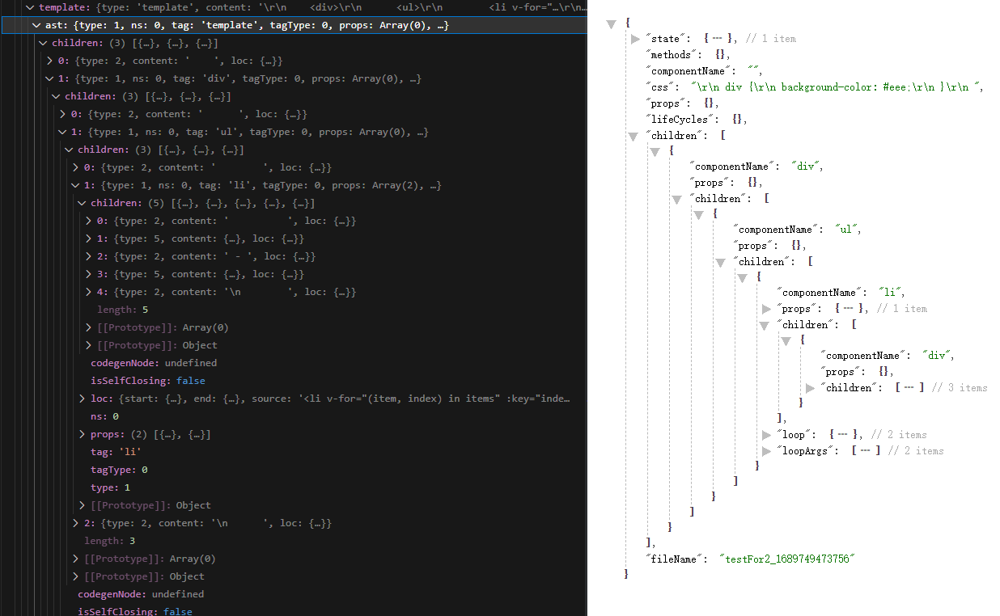 template: {type: 'template', content: '\r\n    <div>\r\n      <ul>\r\n        <li v-for="…\r\n…
ast: {type: 1, ns: 0, tag: 'template', tagType: 0, props: Array(0), …}
children: (3) [{…}, {…}, {…}]
0: {type: 2, content: '    ', loc: {…}}
1: {type: 1, ns: 0, tag: 'div', tagType: 0, props: Array(0), …}
children: (3) [{…}, {…}, {…}]
0: {type: 2, content: '      ', loc: {…}}
1: {type: 1, ns: 0, tag: 'ul', tagType: 0, props: Array(0), …}
children: (3) [{…}, {…}, {…}]
0: {type: 2, content: '        ', loc: {…}}
1: {type: 1, ns: 0, tag: 'li', tagType: 0, props: Array(2), …}
children: (5) [{…}, {…}, {…}, {…}, {…}]
0: {type: 2, content: '          ', loc: {…}}
1: {type: 5, content: {…}, loc: {…}}
2: {type: 2, content: ' - ', loc: {…}}
3: {type: 5, content: {…}, loc: {…}}
4: {type: 2, content: '\n        ', loc: {…}}
length: 5
[[Prototype]]: Array(0)
[[Prototype]]: Object
codegenNode: undefined
isSelfClosing: false
loc: {start: {…}, end: {…}, source: '<li v-for="(item, index) in items" :key="inde…
ns: 0
props: (2) [{…}, {…}]
tag: 'li'
tagType: 0
type: 1
[[Prototype]]: Object
2: {type: 2, content: '\n      ', loc: {…}}
length: 3
[[Prototype]]: Array(0)
[[Prototype]]: Object
codegenNode: undefined
isSelfClosing: false
{
"state": { ··· }, // 1 item
"methods": {},
"componentName": "",
"css": "\r\n div {\r\n background-color: #eee;\r\n }\r\n ",
"props": {},
"lifeCycles": {},
"children": [
{
"componentName": "div",
"props": {},
"children": [
{
"componentName": "ul",
"props": {},
"children": [
{
"componentName": "li",
"props": { ··· }, // 1 item
"children": [
{
"componentName": "div",
"props": {},
"children": [ ··· ] // 3 items
}
],
"loop": { ··· }, // 2 items
"loopArgs": [ ··· ] // 2 items
}
]
}
]
}
],
"fileName": "testFor2_1689749473756"
}